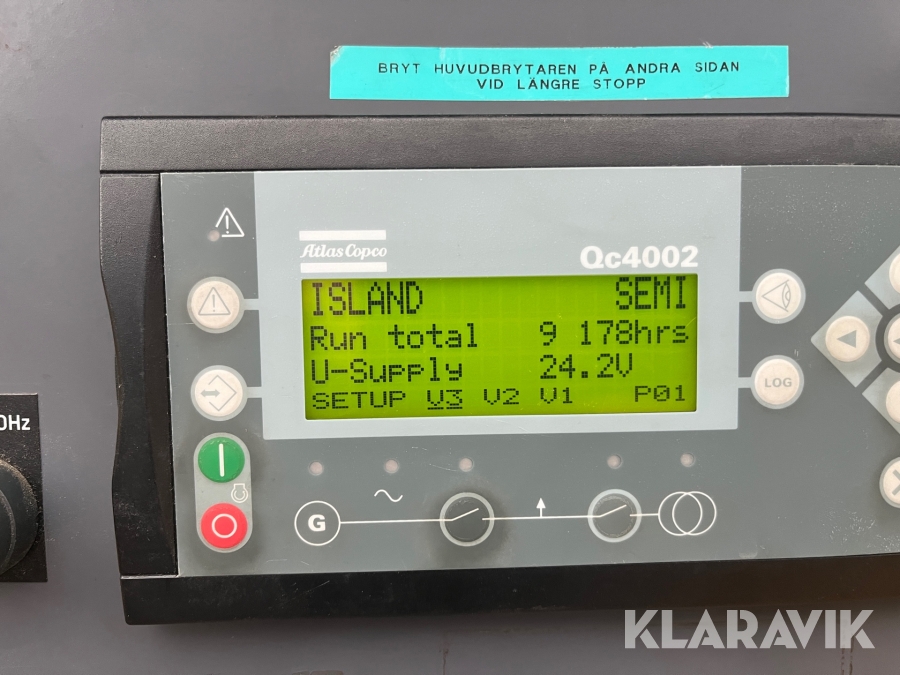 BRYT HUVUDBRYTAREN PÅ ANDRA SIDAN
VID LÄNGRE STOPP
Atlas Copco
Qc4002
ISLAND SEMI
Run total 9 178hrs
U-Supply 24.2V
SETUP V3 V2 V1 P01
LOG
0Hz
G
KLARAVIK